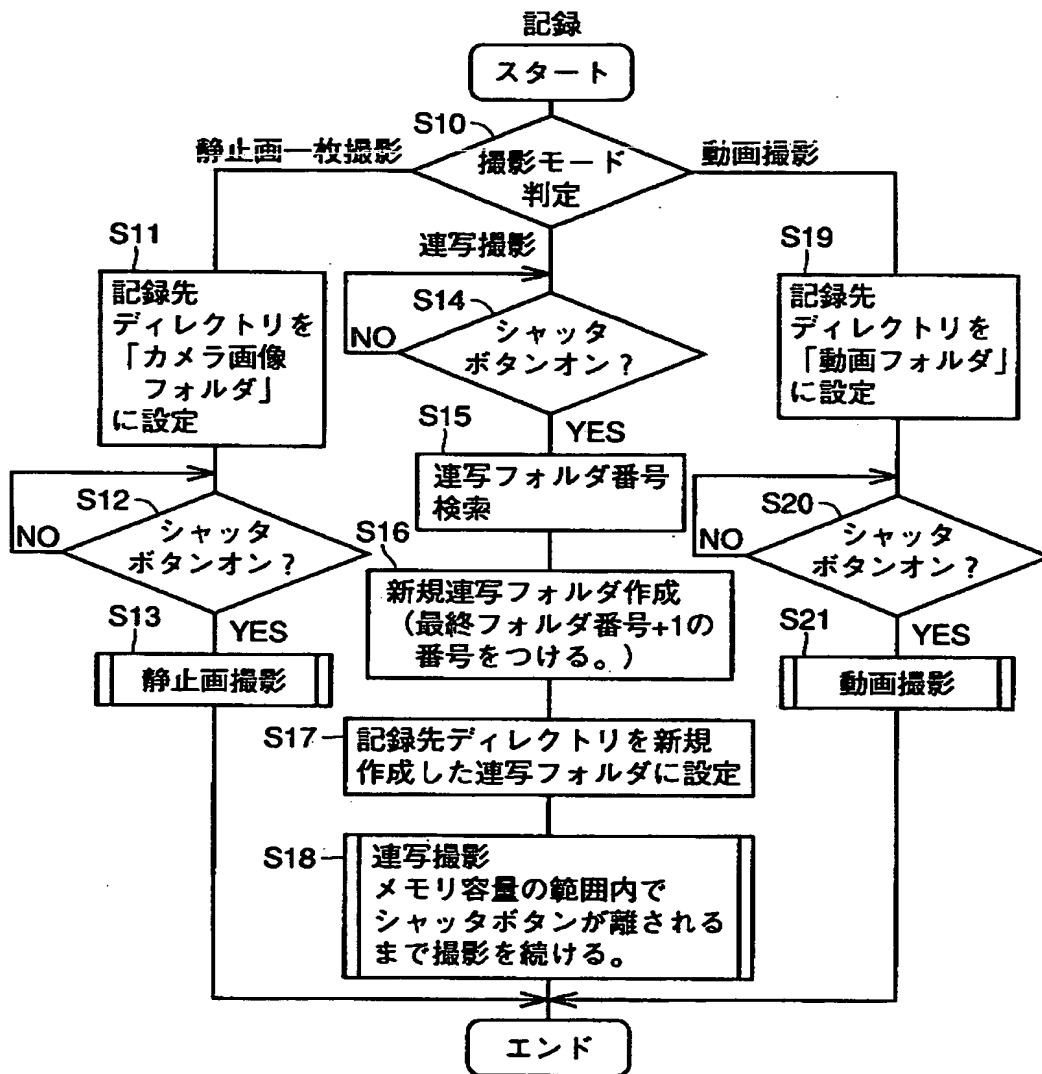 記録
スタート
S10
撮影モード
判定
静止画一枚撮影
連写撮影
動画撮影
S11
記録先
ディレクトリを
「カメラ画像
フォルダ」
に設定
S12
シャッタ
ボタンオン？
NO
YES
S13
静止画撮影
S14
シャッタ
ボタンオン？
NO
YES
S15
連写フォルダ番号
検索
S16
新規連写フォルダ作成
（最終フォルダ番号+1の
番号をつける。）
S17
記録先ディレクトリを新規
作成した連写フォルダに設定
S18
連写撮影
メモリ容量の範囲内で
シャッタボタンが離される
まで撮影を続ける。
S19
記録先
ディレクトリを
「動画フォルダ」
に設定
S20
シャッタ
ボタンオン？
NO
YES
S21
動画撮影
エンド